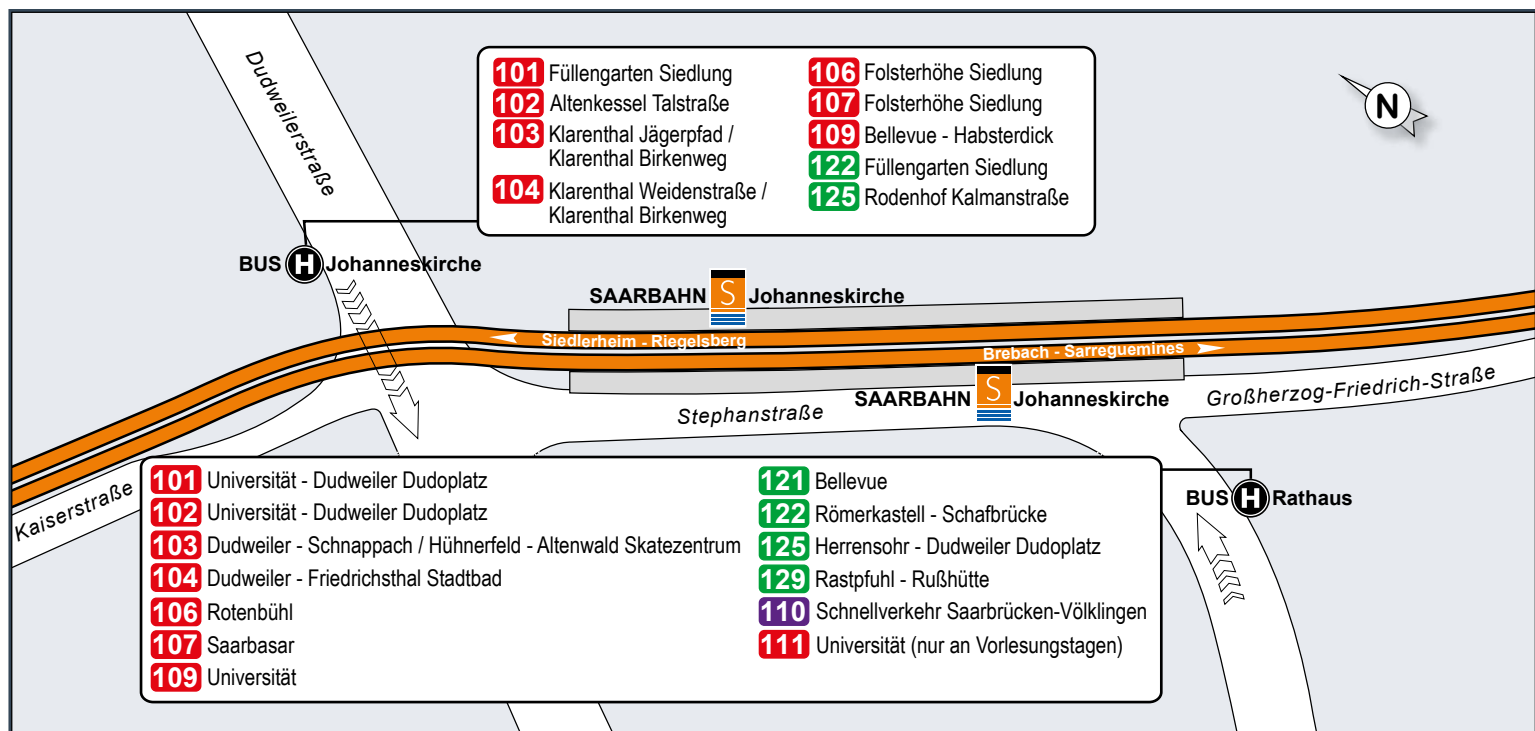 Dudweilerstraße
101 Füllengarten Siedlung
102 Altenkessel Talstraße
103 Klarenthal Jägerpfad /
Klarenthal Birkenweg
104 Klarenthal Weidenstraße /
Klarenthal Birkenweg
106 Folsterhöhe Siedlung
107 Folsterhöhe Siedlung
109 Bellevue - Habsterdick
122 Füllengarten Siedlung
125 Rodenhof Kalmanstraße
N
BUS H Johanneskirche
SAARBAHN S Johanneskirche
Siedlerheim - Riegelsberg
Brebach - Sarreguemines
SAARBAHN S Johanneskirche
Stephanstraße
Großherzog-Friedrich-Straße
Kaiserstraße
BUS H Rathaus
101 Universität - Dudweiler Dudoplatz
102 Universität - Dudweiler Dudoplatz
103 Dudweiler - Schnappach / Hühnerfeld - Altenwald Skatezentrum
104 Dudweiler - Friedrichsthal Stadtbad
106 Rotenbühl
107 Saarbasar
109 Universität
121 Bellevue
122 Römerkastell - Schafbrücke
125 Herrensohr - Dudweiler Dudoplatz
129 Rastpfuhl - Rußhütte
110 Schnellverkehr Saarbrücken-Völklingen
111 Universität (nur an Vorlesungstagen)